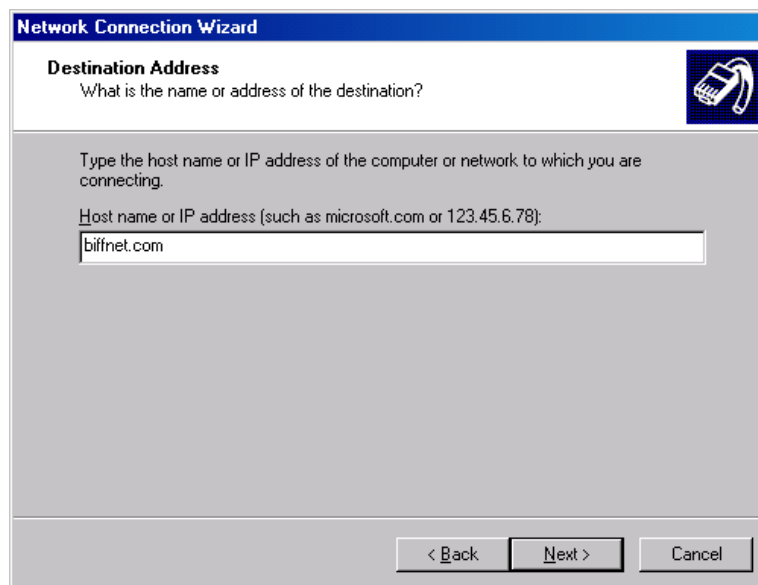 Network Connection Wizard
Destination Address
What is the name or address of the destination?
Type the host name or IP address of the computer or network to which you are
connecting.
Host name or IP address (such as microsoft.com or 123.45.6.78):
biffnet.com
< Back
Next >
Cancel